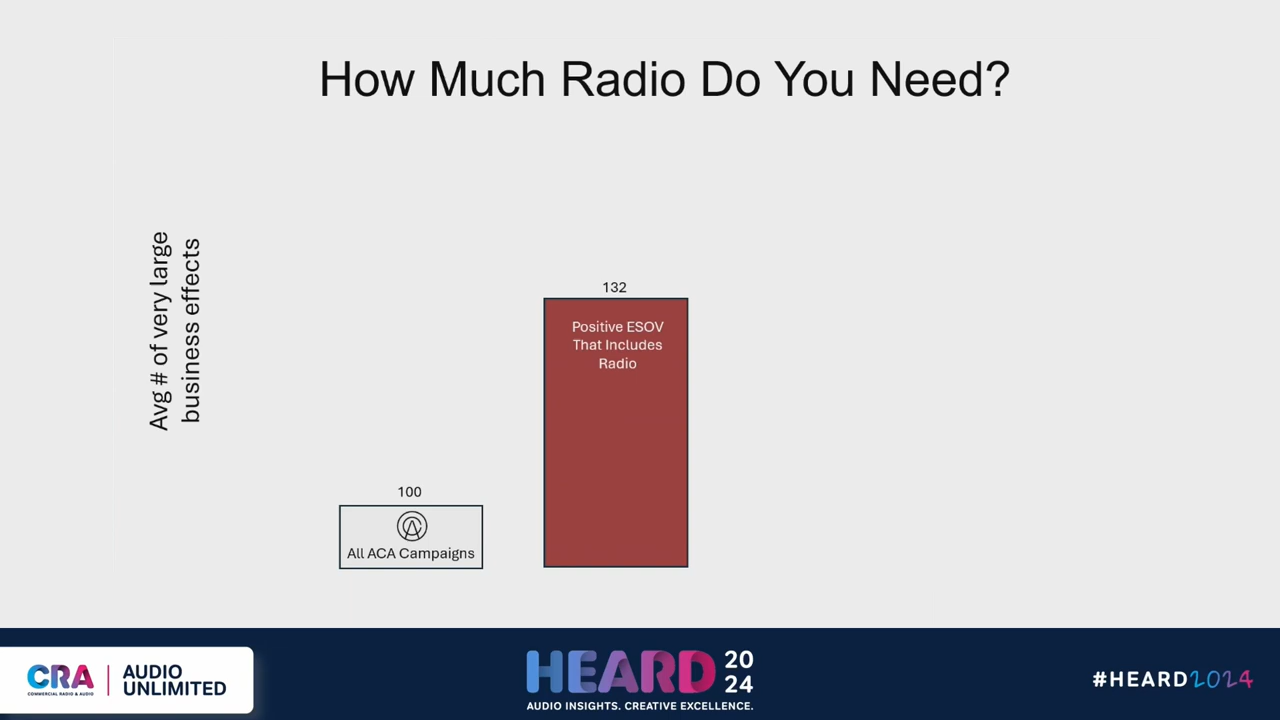 How Much Radio Do You Need?
Avg # of very large
business effects
132
Positive ESOV
That Includes
Radio
100
All ACA Campaigns
CRA
COMMERCIAL RADIO & AUDIO
AUDIO
UNLIMITED
HEARD
20
24
AUDIO INSIGHTS. CREATIVE EXCELLENCE.
#HEARD2024